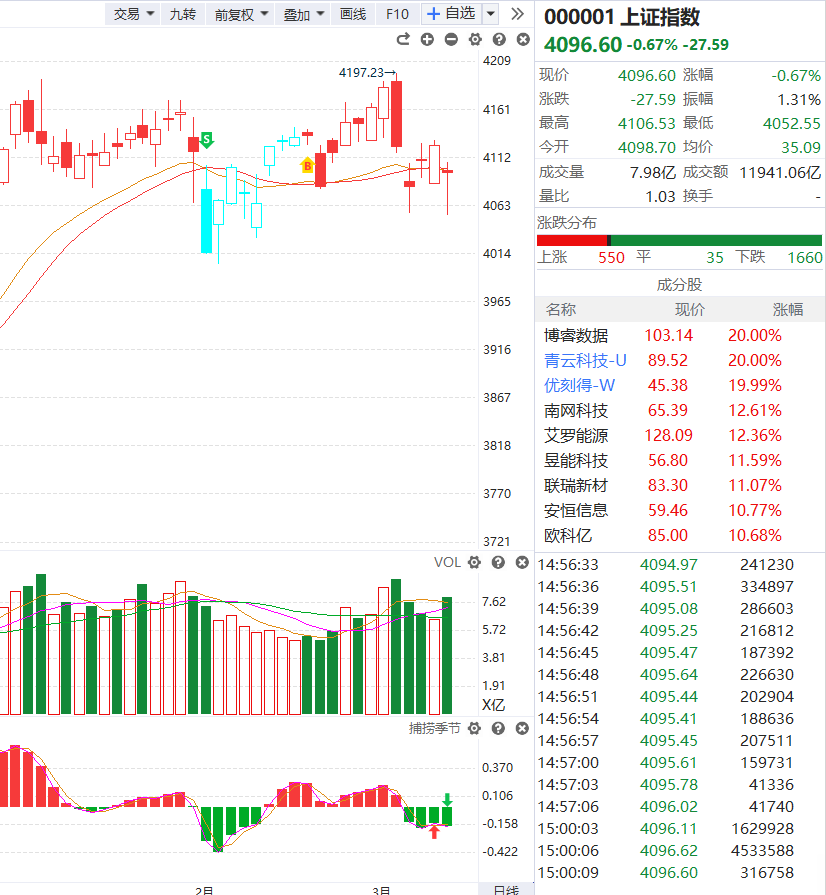 交易 九转 前复权 叠加 画线 F10 +自选
4197.23→
4209
4161
4112
4063
4014
3965
3916
3867
3818
3770
3721
S
B
VOL
7.62
5.72
3.81
1.91
X亿
捕捞季节
0.370
0.106
-0.158
-0.422
2月 3月 日线
000001 上证指数
4096.60 -0.67% -27.59
现价 4096.60 涨幅 -0.67%
涨跌 -27.59 振幅 1.31%
最高 4106.53 最低 4052.55
今开 4098.70 均价 35.09
成交量 7.98亿 成交额 11941.06亿
量比 1.03 换手 -
涨跌分布
上涨 550 平 35 下跌 1660
成分股
名称 现价 涨幅
博睿数据 103.14 20.00%
青云科技-U 89.52 20.00%
优刻得-W 45.38 19.99%
南网科技 65.39 12.61%
艾罗能源 128.09 12.36%
昱能科技 56.80 11.59%
联瑞新材 83.30 11.07%
安恒信息 59.46 10.77%
欧科亿 85.00 10.68%
14:56:33 4094.97 241230
14:56:36 4095.51 334897
14:56:39 4095.08 286603
14:56:42 4095.25 216812
14:56:45 4095.47 187392
14:56:48 4095.64 226630
14:56:51 4095.44 202904
14:56:54 4095.41 188636
14:56:57 4095.45 207511
14:57:00 4095.61 159731
14:57:03 4095.78 41336
14:57:06 4096.02 41740
15:00:03 4096.11 1629928
15:00:06 4096.62 4533588
15:00:09 4096.60 316758